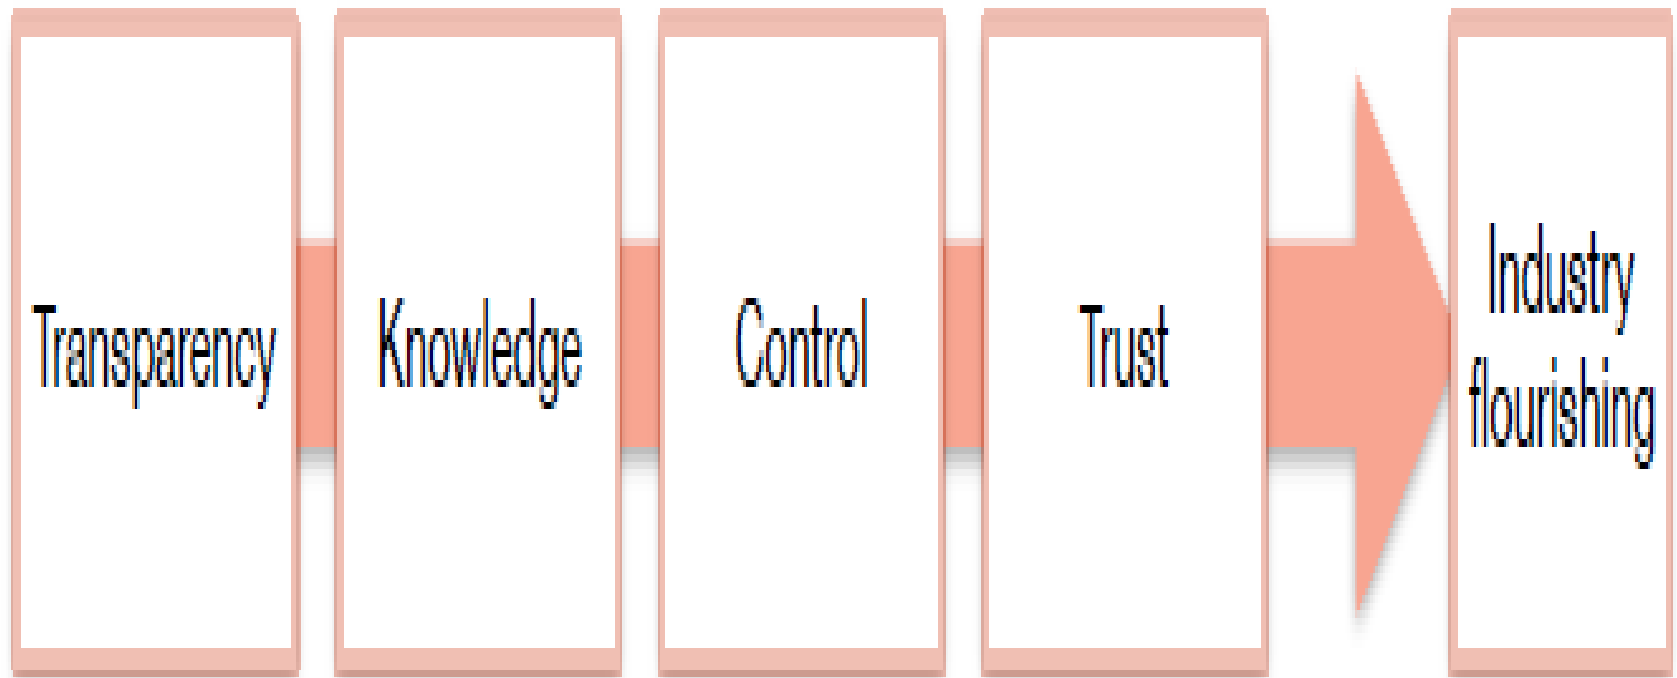 Transparency
Knowledge
Control
Trust
Industry
flourishing